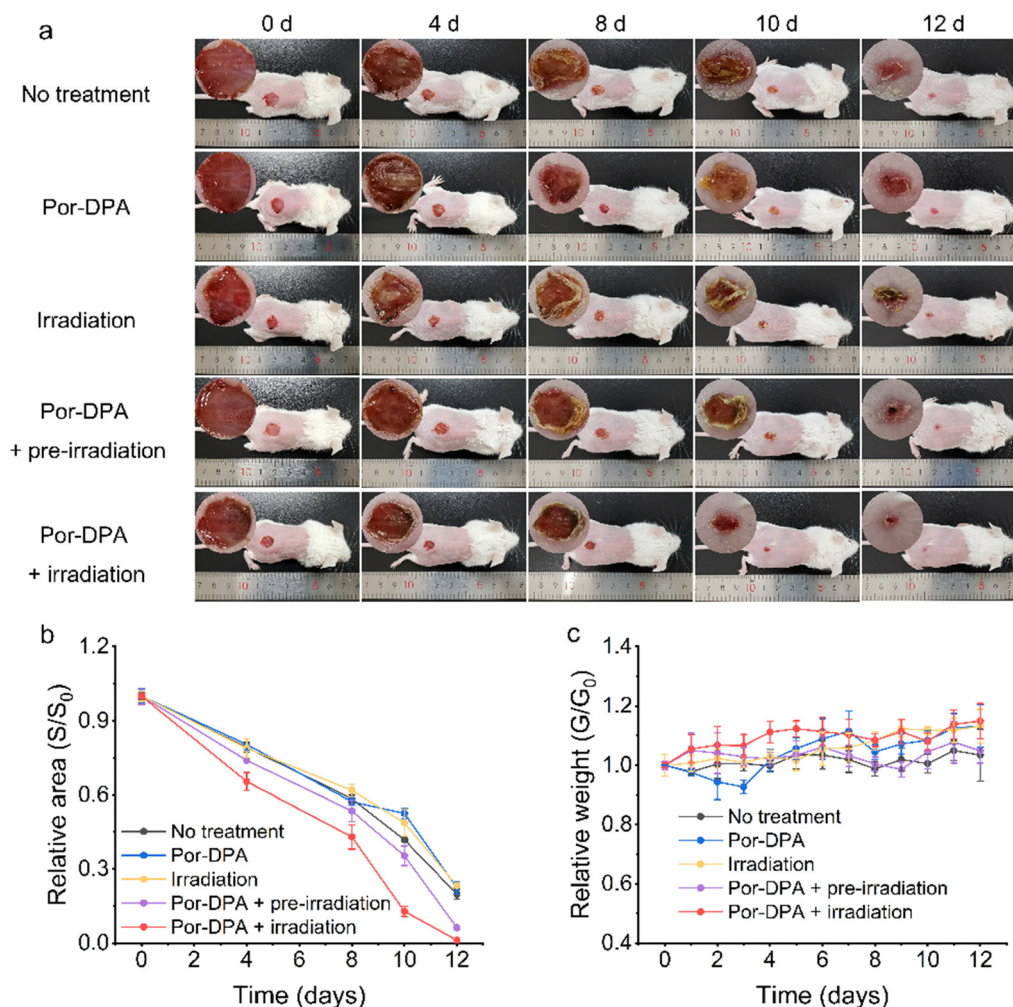 a
0 d 4 d 8 d 10 d 12 d
No treatment
Por-DPA
Irradiation
Por-DPA
+ pre-irradiation
Por-DPA
+ irradiation
b
Relative area (S/S₀)
1.2
0.9
0.6
0.3
0.0
No treatment
Por-DPA
Irradiation
Por-DPA + pre-irradiation
Por-DPA + irradiation
0 2 4 6 8 10 12
Time (days)
c
Relative weight (G/G₀)
1.4
1.2
1.0
0.8
0.6
0.4
No treatment
Por-DPA
Irradiation
Por-DPA + pre-irradiation
Por-DPA + irradiation
0 2 4 6 8 10 12
Time (days)